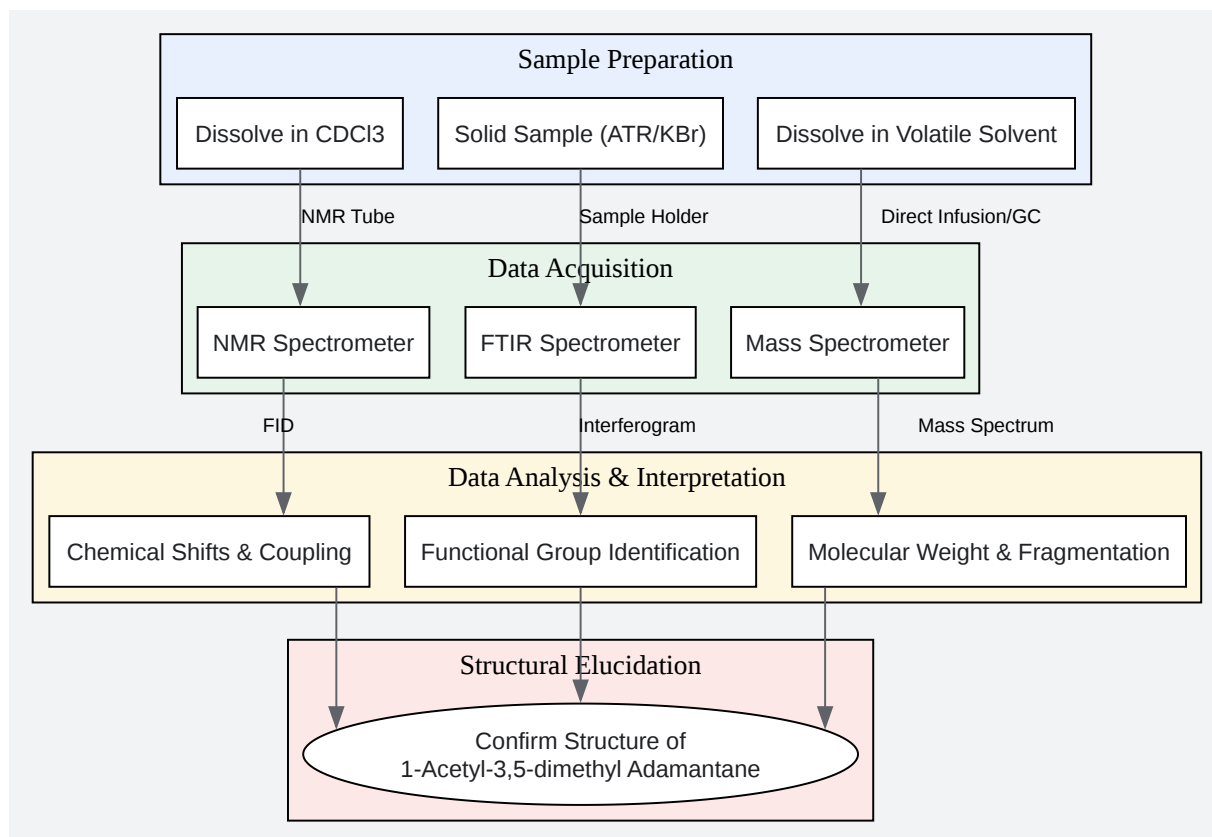 Sample Preparation
Dissolve in CDCl3
Solid Sample (ATR/KBr)
Dissolve in Volatile Solvent
NMR Tube
Sample Holder
Direct Infusion/GC
Data Acquisition
NMR Spectrometer
FTIR Spectrometer
Mass Spectrometer
FID
Interferogram
Mass Spectrum
Data Analysis & Interpretation
Chemical Shifts & Coupling
Functional Group Identification
Molecular Weight & Fragmentation
Structural Elucidation
Confirm Structure of
1-Acetyl-3,5-dimethyl Adamantane